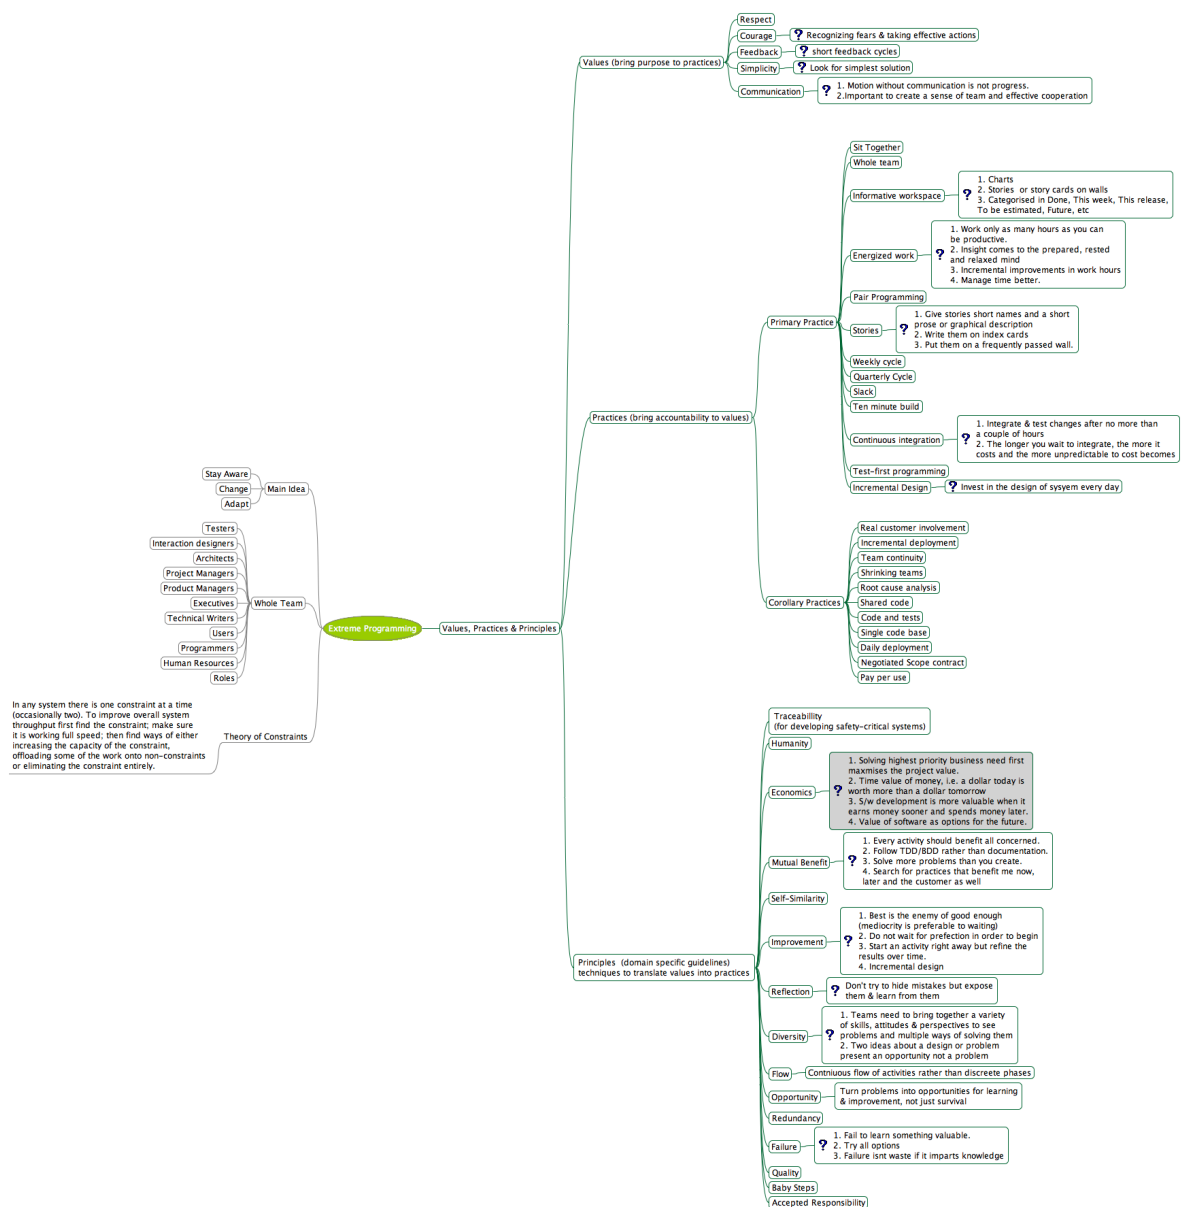 Respect
Courage
? Recognizing fears & taking effective actions
Feedback
? short feedback cycles
Values (bring purpose to practices)
Simplicity
? Look for simplest solution
Communication
?
1. Motion without communication is not progress.
2.Important to create a sense of team and effective cooperation
Sit Together
Whole team
Informative workspace
?
1. Charts
2. Stories or story cards on walls
3. Categorised in Done, This week, This release,
To be estimated, Future, etc
Energized work
?
1. Work only as many hours as you can
be productive.
2. Insight comes to the prepared, rested
and relaxed mind
3. Incremental improvements in work hours
4. Manage time better.
Pair Programming
Primary Practice
Stories
?
1. Give stories short names and a short
prose or graphical description
2. Write them on index cards
3. Put them on a frequently passed wall.
Weekly cycle
Quarterly Cycle
Slack
Ten minute build
Practices (bring accountability to values)
Continuous integration
?
1. Integrate & test changes after no more than
a couple of hours
2. The longer you wait to integrate, the more it
costs and the more unpredictable to cost becomes
Test-first programming
Incremental Design
? Invest in the design of sysyem every day
Stay Aware
Change
Adapt
Main Idea
Testers
Interaction designers
Architects
Project Managers
Product Managers
Executives
Technical Writers
Users
Programmers
Human Resources
Roles
Whole Team
Extreme Programming
Values, Practices & Principles
Real customer involvement
Incremental deployment
Team continuity
Shrinking teams
Root cause analysis
Corollary Practices
Shared code
Code and tests
Single code base
Daily deployment
Negotiated Scope contract
Pay per use
In any system there is one constraint at a time
(occasionally two). To improve overall system
throughput first find the constraint; make sure
it is working full speed; then find ways of either
increasing the capacity of the constraint,
offloading some of the work onto non-constraints
or eliminating the constraint entirely.
Theory of Constraints
Traceabillity
(for developing safety-critical systems)
Humanity
Economics
?
1. Solving highest priority business need first
maxmises the project value.
2. Time value of money, i.e. a dollar today is
worth more than a dollar tomorrow
3. S/w development is more valuable when it
earns money sooner and spends money later.
4. Value of software as options for the future.
Mutual Benefit
?
1. Every activity should benefit all concerned.
2. Follow TDD/BDD rather than documentation.
3. Solve more problems than you create.
4. Search for practices that benefit me now,
later and the customer as well
Self-Similarity
Improvement
?
1. Best is the enemy of good enough
(mediocrity is preferable to waiting)
2. Do not wait for prefection in order to begin
3. Start an activity right away but refine the
results over time.
4. Incremental design
Principles (domain specific guidelines)
techniques to translate values into practices
Reflection
?
Don't try to hide mistakes but expose
them & learn from them
Diversity
?
1. Teams need to bring together a variety
of skills, attitudes & perspectives to see
problems and multiple ways of solving them
2. Two ideas about a design or problem
present an opportunity not a problem
Flow
Contniuous flow of activities rather than discreete phases
Opportunity
Turn problems into opportunities for learning
& improvement, not just survival
Redundancy
Failure
?
1. Fail to learn something valuable.
2. Try all options
3. Failure isnt waste if it imparts knowledge
Quality
Baby Steps
Accepted Responsibility